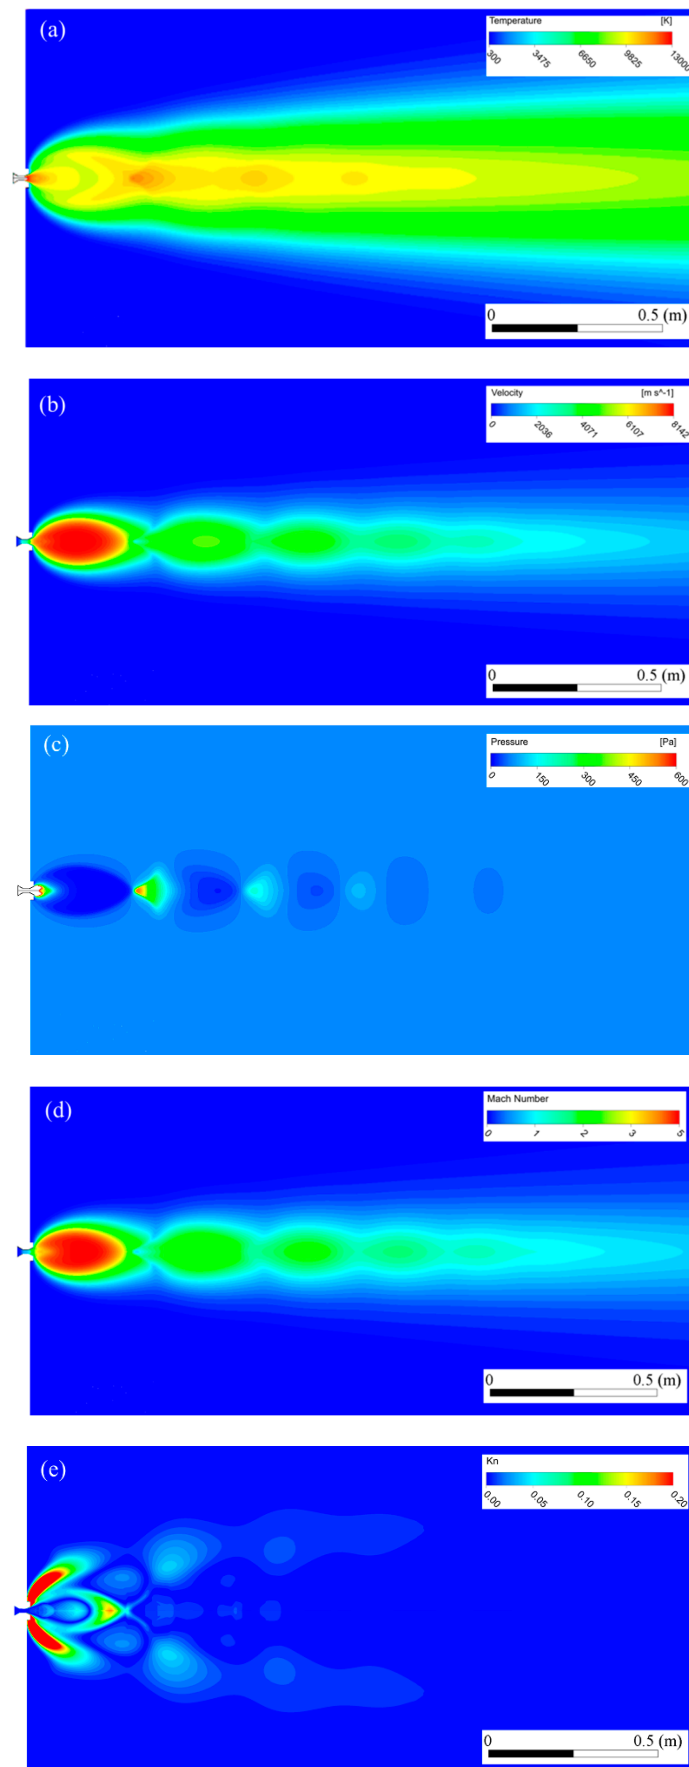 (a)
Temperature [K]
300 3475 6650 9825 13000
0 0.5 (m)
(b)
Velocity [m s^-1]
0 2036 4071 6107 8142
0 0.5 (m)
(c)
Pressure [Pa]
0 150 300 450 600
(d)
Mach Number
0 1 2 3 5
0 0.5 (m)
(e)
Kn
0.00 0.05 0.10 0.15 0.20
0 0.5 (m)